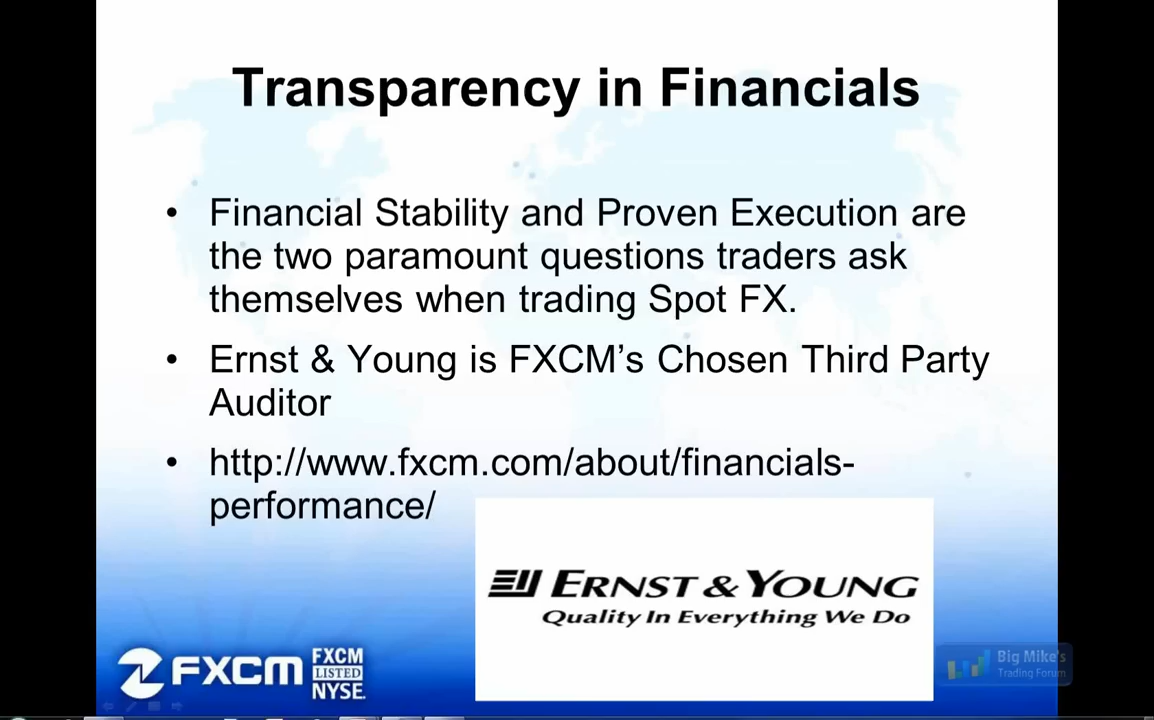 Transparency in Financials
• Financial Stability and Proven Execution are
the two paramount questions traders ask
themselves when trading Spot FX.
• Ernst & Young is FXCM’s Chosen Third Party
Auditor
• http://www.fxcm.com/about/financials-
performance/
ERNST & YOUNG
Quality In Everything We Do
FXCM
FXCM
LISTED
NYSE.
Big Mike's
Trading Forum